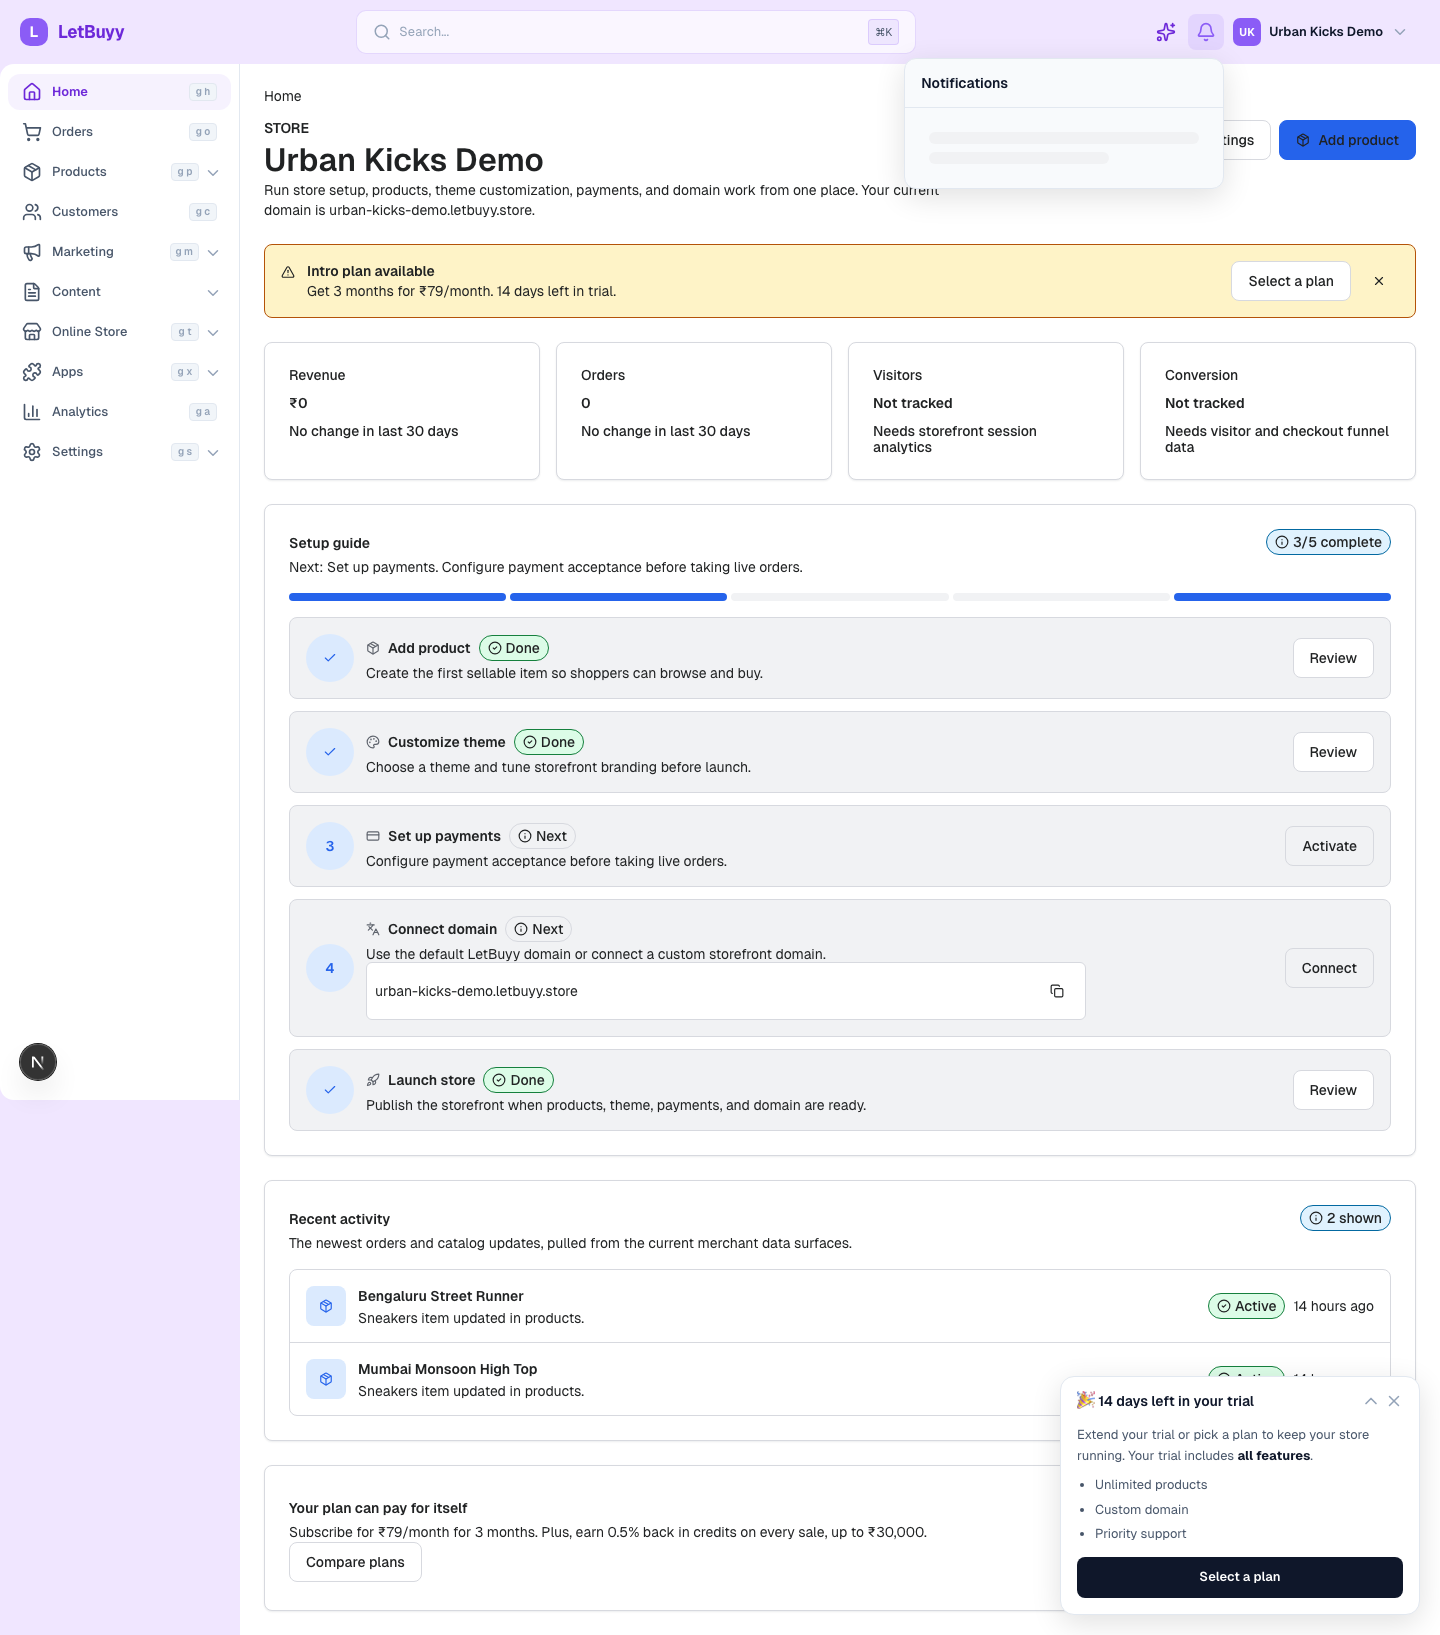 L LetBuyy
Search...
⌘K
UK Urban Kicks Demo
Home g h
Orders g o
Products g p
Customers g c
Marketing g m
Content
Online Store g t
Apps g x
Analytics g a
Settings g s
N
Notifications
Home
STORE
Urban Kicks Demo
Run store setup, products, theme customization, payments, and domain work from one place. Your current
domain is urban-kicks-demo.letbuyy.store.
tings
Add product
Intro plan available
Get 3 months for ₹79/month. 14 days left in trial.
Select a plan
Revenue
₹0
No change in last 30 days
Orders
0
No change in last 30 days
Visitors
Not tracked
Needs storefront session
analytics
Conversion
Not tracked
Needs visitor and checkout funnel
data
Setup guide
3/5 complete
Next: Set up payments. Configure payment acceptance before taking live orders.
Add product Done
Create the first sellable item so shoppers can browse and buy.
Review
Customize theme Done
Choose a theme and tune storefront branding before launch.
Review
3
Set up payments Next
Configure payment acceptance before taking live orders.
Activate
4
Connect domain Next
Use the default LetBuyy domain or connect a custom storefront domain.
urban-kicks-demo.letbuyy.store
Connect
Launch store Done
Publish the storefront when products, theme, payments, and domain are ready.
Review
Recent activity
2 shown
The newest orders and catalog updates, pulled from the current merchant data surfaces.
Bengaluru Street Runner
Sneakers item updated in products.
Active 14 hours ago
Mumbai Monsoon High Top
Sneakers item updated in products.
Your plan can pay for itself
Subscribe for ₹79/month for 3 months. Plus, earn 0.5% back in credits on every sale, up to ₹30,000.
Compare plans
🎉 14 days left in your trial
Extend your trial or pick a plan to keep your store
running. Your trial includes all features.
• Unlimited products
• Custom domain
• Priority support
Select a plan